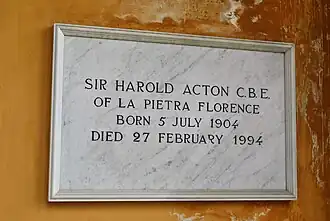 SIR HAROLD ACTON C.B.E.
OF LA PIETRA FLORENCE
BORN 5 JULY 1904
DIED 27 FEBRUARY 1994